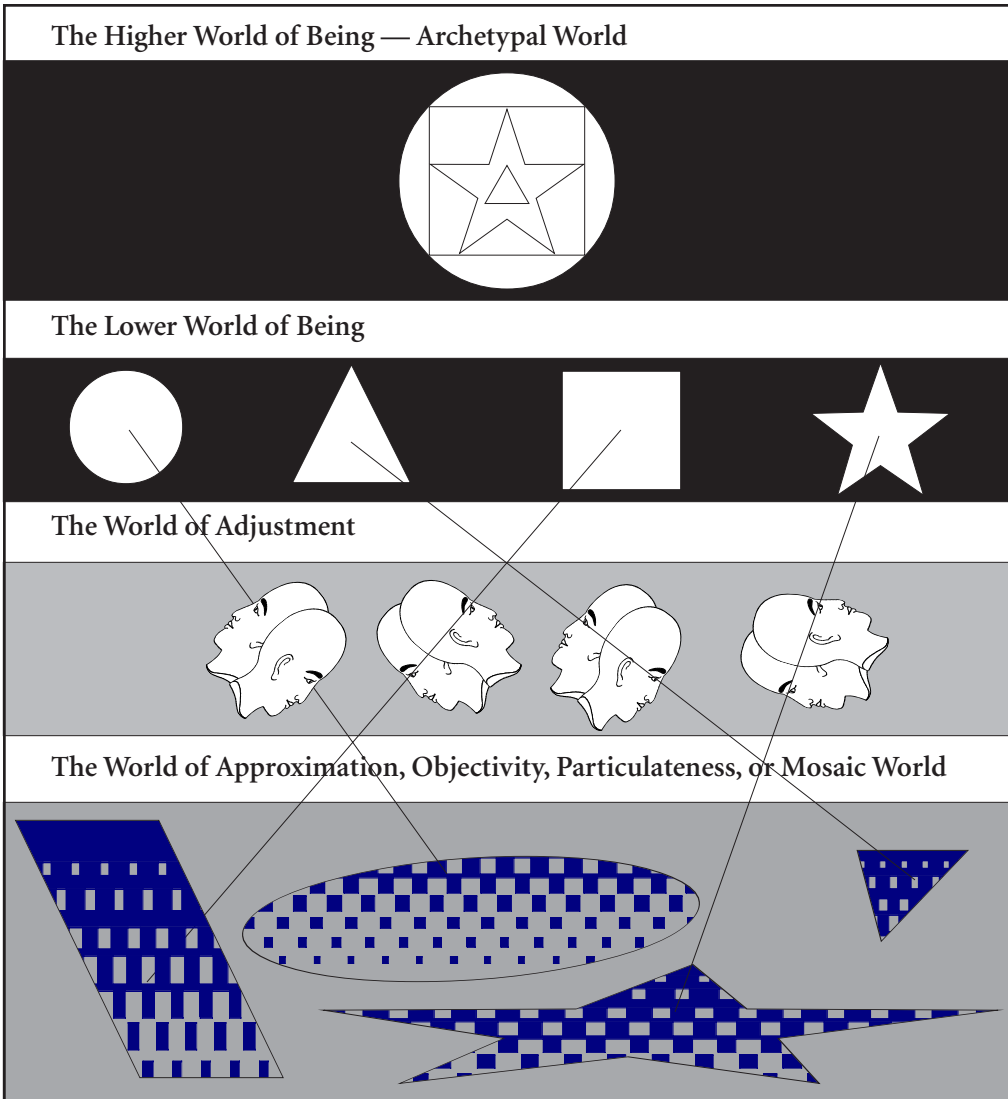 The Higher World of Being — Archetypal World
The Lower World of Being
The World of Adjustment
The World of Approximation, Objectivity, Particulateness, or Mosaic World